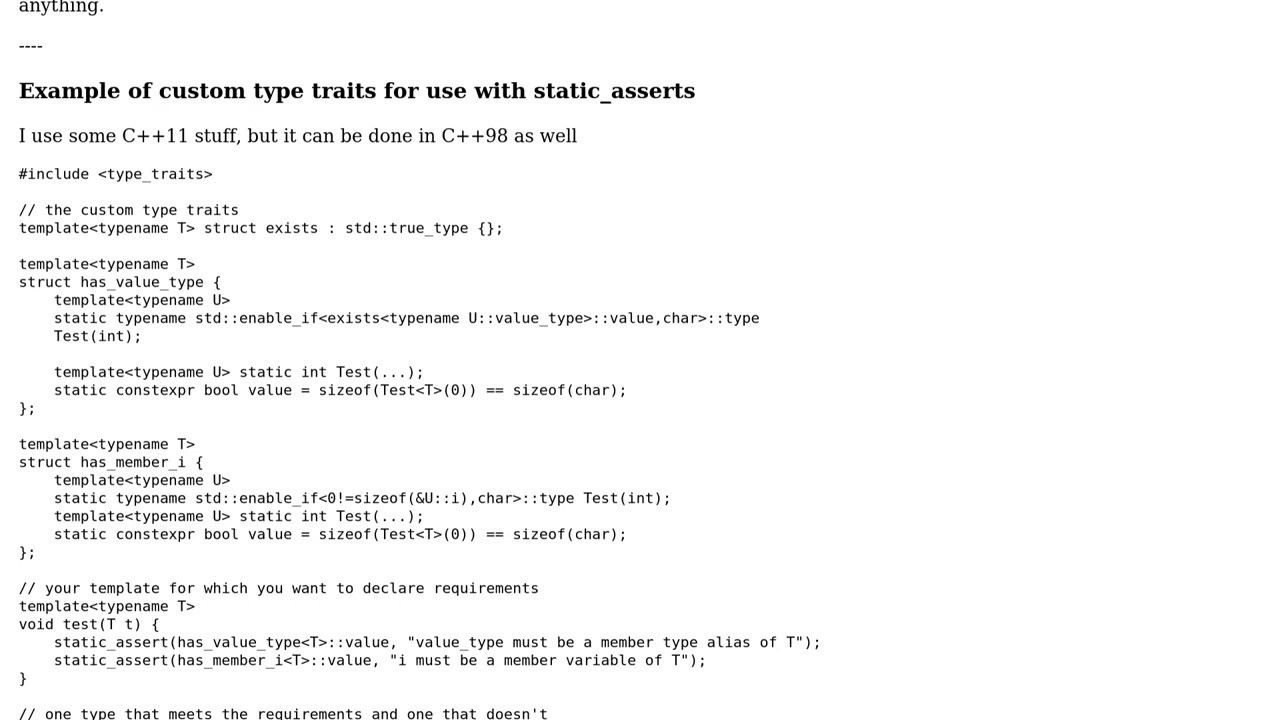 anything.
----
Example of custom type traits for use with static_asserts
I use some C++11 stuff, but it can be done in C++98 as well
#include <type_traits>
// the custom type traits
template<typename T> struct exists : std::true_type {};
template<typename T>
struct has_value_type {
    template<typename U>
    static typename std::enable_if<exists<typename U::value_type>::value,char>::type
    Test(int);
    template<typename U> static int Test(...);
    static constexpr bool value = sizeof(Test<T>(0)) == sizeof(char);
};
template<typename T>
struct has_member_i {
    template<typename U>
    static typename std::enable_if<0!=sizeof(&U::i),char>::type Test(int);
    template<typename U> static int Test(...);
    static constexpr bool value = sizeof(Test<T>(0)) == sizeof(char);
};
// your template for which you want to declare requirements
template<typename T>
void test(T t) {
    static_assert(has_value_type<T>::value, "value_type must be a member type alias of T");
    static_assert(has_member_i<T>::value, "i must be a member variable of T");
}
// one type that meets the requirements and one that doesn't